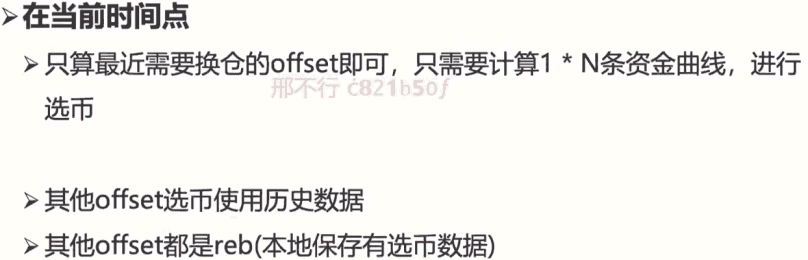 ➢在当前时间点
➢只算最近需要换仓的offset即可，只需要计算1 * N条资金曲线，进行
邢不行 c821b50f
选币
➢其他offset选币使用历史数据
➢其他offset都是reb(本地保存有选币数据)